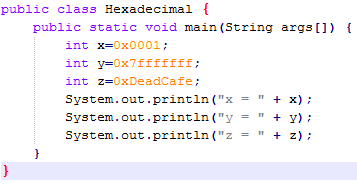 public class Hexadecimal {
    public static void main(String args[]) {
        int x=0x0001;
        int y=0x7fffffff;
        int z=0xDeadCafe;
        System.out.println("x = " + x);
        System.out.println("y = " + y);
        System.out.println("z = " + z);
    }
}